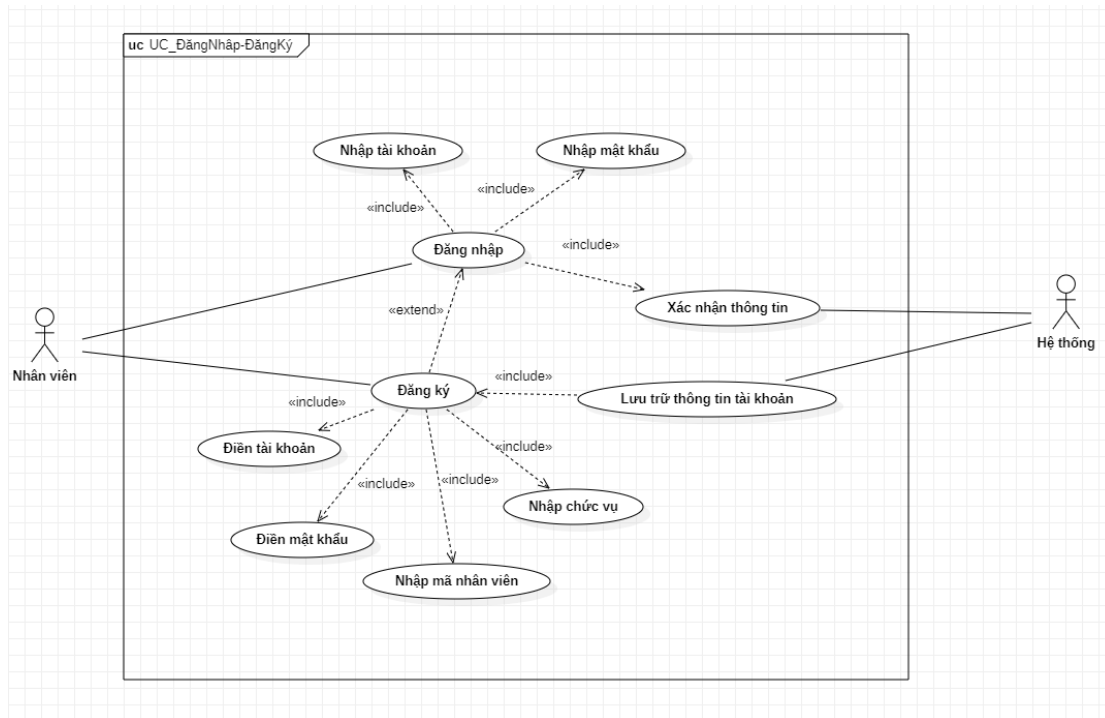 uc UC_ĐăngNhâp-ĐangKý
Nhập tài khoản
Nhập mật khẩu
«include»
«include»
Đăng nhập
«include»
«extend»
Xác nhận thông tin
Hệ thống
Nhân viên
Đăng ký
«include»
Lưu trữ thông tin tài khoản
«include»
Điền tài khoản
«include»
«include»
«include»
Nhập chức vụ
Điền mật khẩu
Nhập mã nhân viên